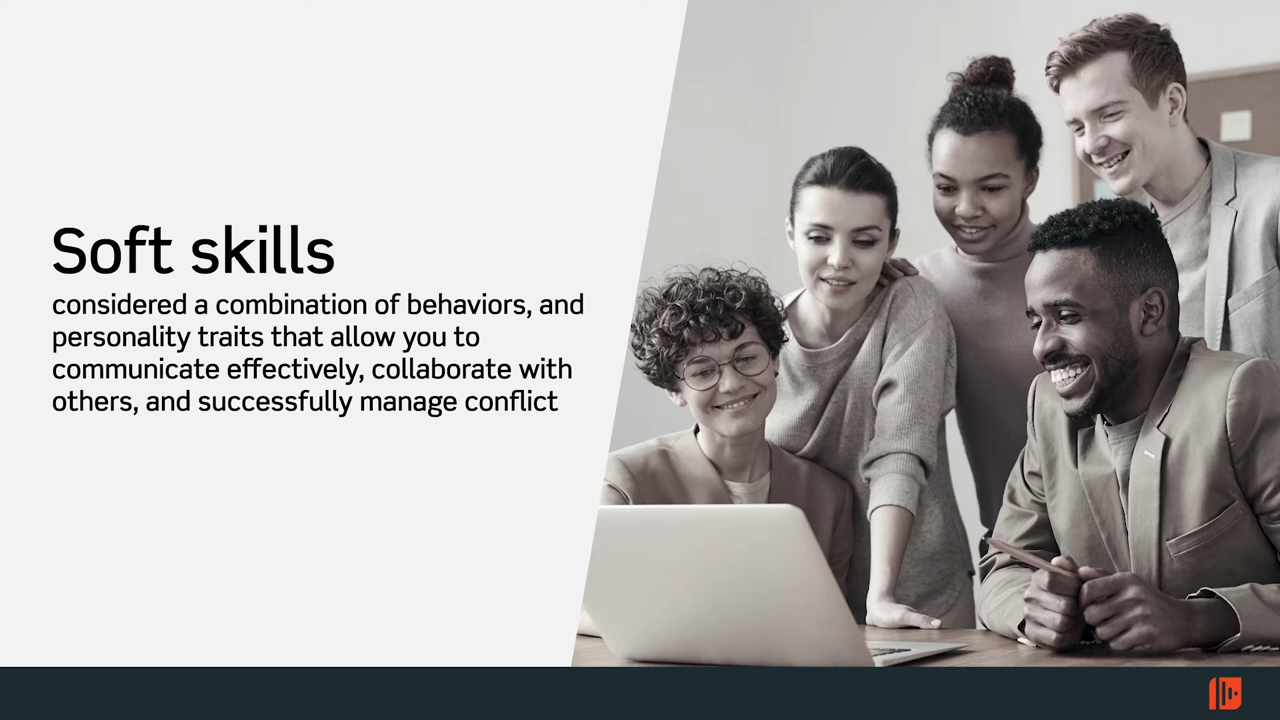 Soft skills
considered a combination of behaviors, and
personality traits that allow you to
communicate effectively, collaborate with
others, and successfully manage conflict